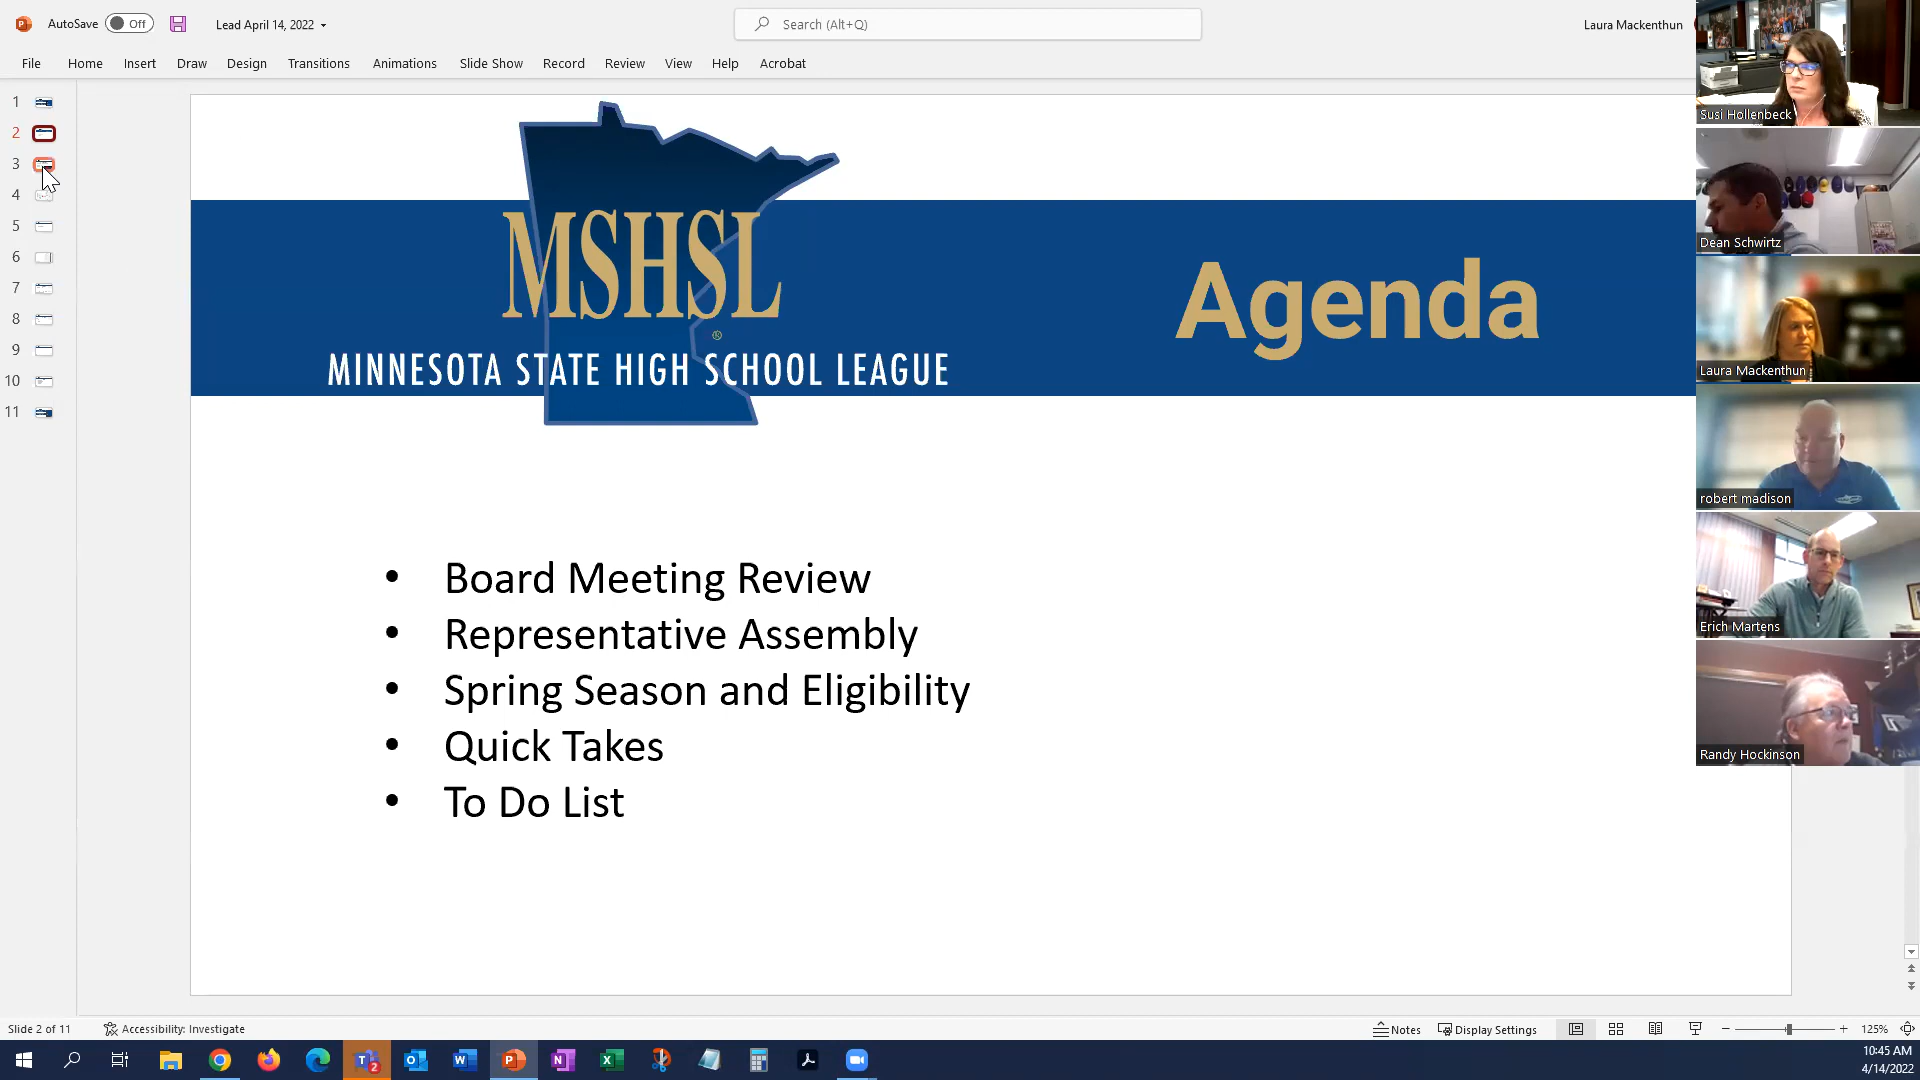 AutoSave Off Lead April 14, 2022 Search (Alt+Q) Laura Mackenthun
File Home Insert Draw Design Transitions Animations Slide Show Record Review View Help Acrobat
1
2
3
4
5
6
7
8
9
10
11
MSHSL
®
MINNESOTA STATE HIGH SCHOOL LEAGUE
Agenda
• Board Meeting Review
• Representative Assembly
• Spring Season and Eligibility
• Quick Takes
• To Do List
Susi Hollenbeck
Dean Schwirtz
Laura Mackenthun
robert madison
Erich Martens
Randy Hockinson
Slide 2 of 11 Accessibility: Investigate Notes Display Settings 125%
10:45 AM
4/14/2022